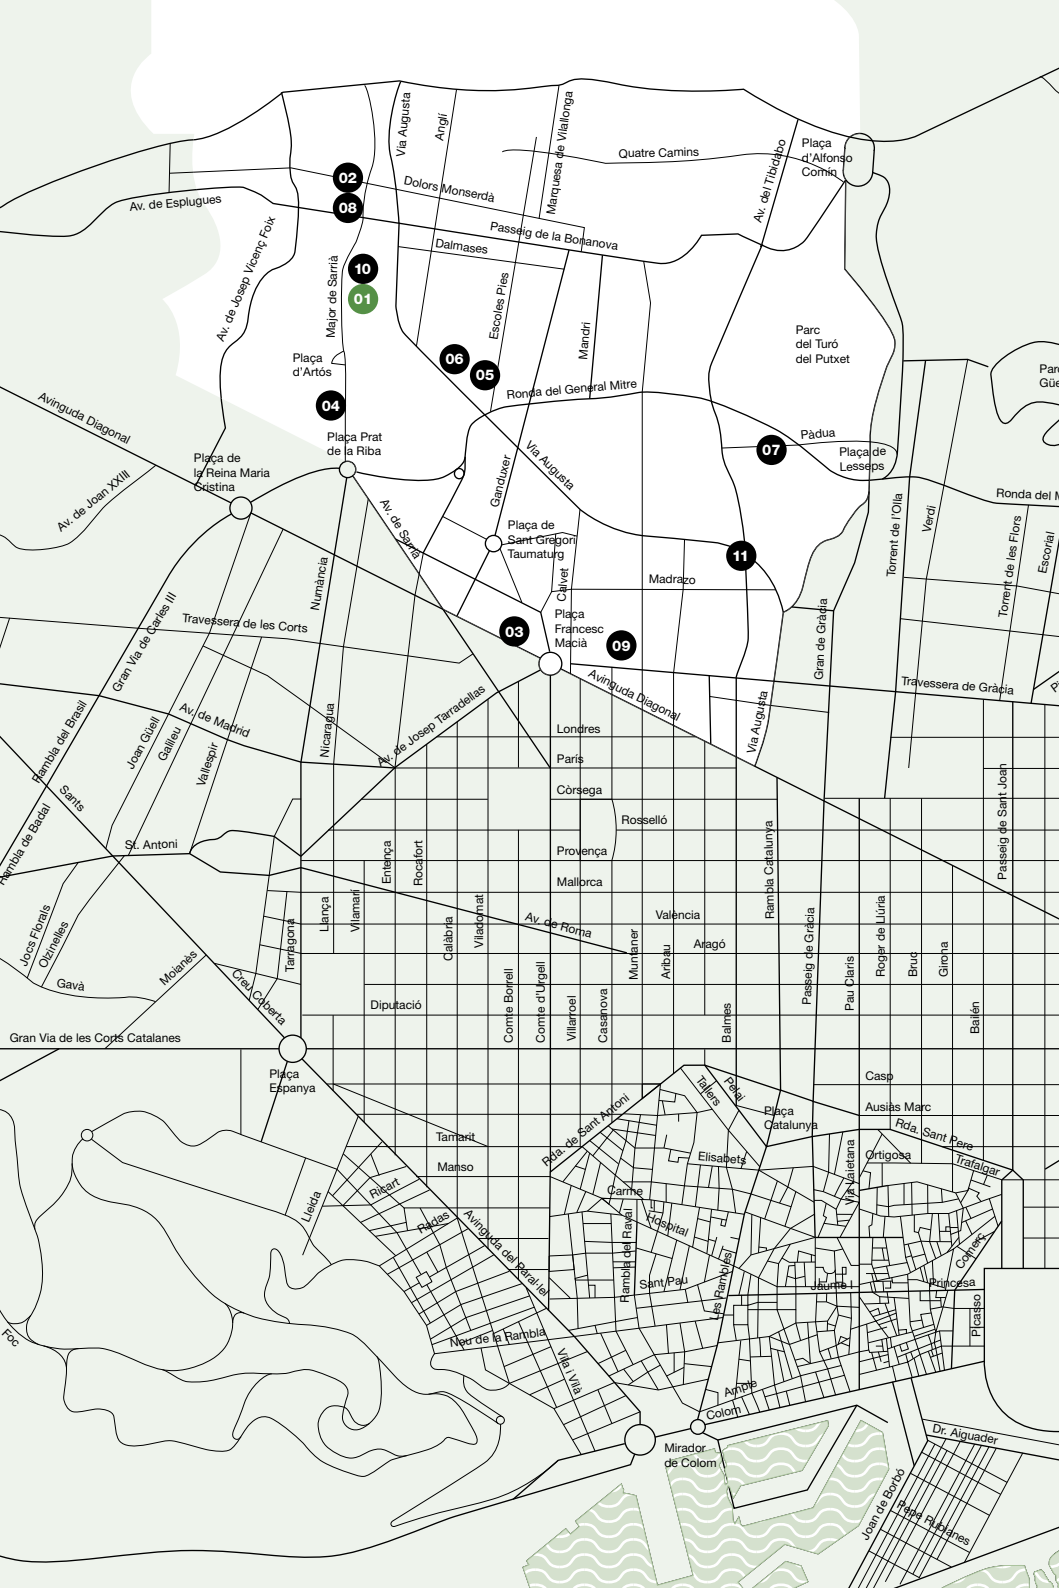 Via Augusta
Anglí
Marquesa de Vilallonga
Quatre Camins
Av. del Tibidabo
Plaça
d'Alfonso
Comín
02
Dolors Monserdà
08
Av. de Esplugues
Passeig de la Bonanova
Dalmases
Av. de Josep Vicenç Foix
Major de Sarrià
10
01
Escoles Pies
Mandri
Parc
del Turó
del Putxet
Plaça
d'Artós
06
05
Parc
Güe
Ronda del General Mitre
04
Avinguda Diagonal
Plaça Prat
de la Riba
Pàdua
07
Plaça de
Lesseps
Plaça de
la Reina Maria
Cristina
Via Augusta
Ganduxer
Av. de Joan XXIII
Av. de Sarrià
Ronda del M
Torrent de l'Olla
Verdi
Torrent de les Flors
Escorial
Plaça de
Sant Gregori
Taumaturg
11
Numància
Calvet
Madrazo
Gran Via de Carles III
Travessera de les Corts
03
Plaça
Francesc
Macià
09
Gran de Gràcia
Avinguda Diagonal
Travessera de Gràcia
Av. de Josep Tarradellas
Via Augusta
Av. de Madrid
Nicaragua
Londres
París
Rambla del Brasil
Joan Güell
Galileu
Vallespir
Sants
Còrsega
Rosselló
Passeig de Sant Joan
Rambla de Badal
St. Antoni
Entença
Rocafort
Provença
Mallorca
Rambla Catalunya
Llança
Vilamarí
Calàbria
Viladomat
Av. de Roma
València
Muntaner
Aribau
Aragó
Passeig de Gràcia
Pau Claris
Roger de Llúria
Bruc
Girona
Jocs Florals
Olzinelles
Tarragona
Moianès
Gavà
Creu Coberta
Diputació
Comte Borrell
Comte d'Urgell
Villarroel
Casanova
Balmes
Bailén
Gran Via de les Corts Catalanes
Plaça
Espanya
Casp
Tallers
Pelai
Plaça
Catalunya
Ausiàs Marc
Rda. Sant Pere
Rda. de Sant Antoni
Tamarit
Manso
Elisabets
Via Laietana
Ortigosa
Trafalgar
Ricart
Lleida
Radas
Carme
Hospital
Rambla del Raval
Avinguda del Paral·lel
Comerç
Sant Pau
Les Rambles
Jaume I
Princesa
Picasso
Foc
Nou de la Rambla
Vila i Vilà
Ample
Colom
Mirador
de Colom
Dr. Aiguader
Joan de Borbó
Pepe Rubianes